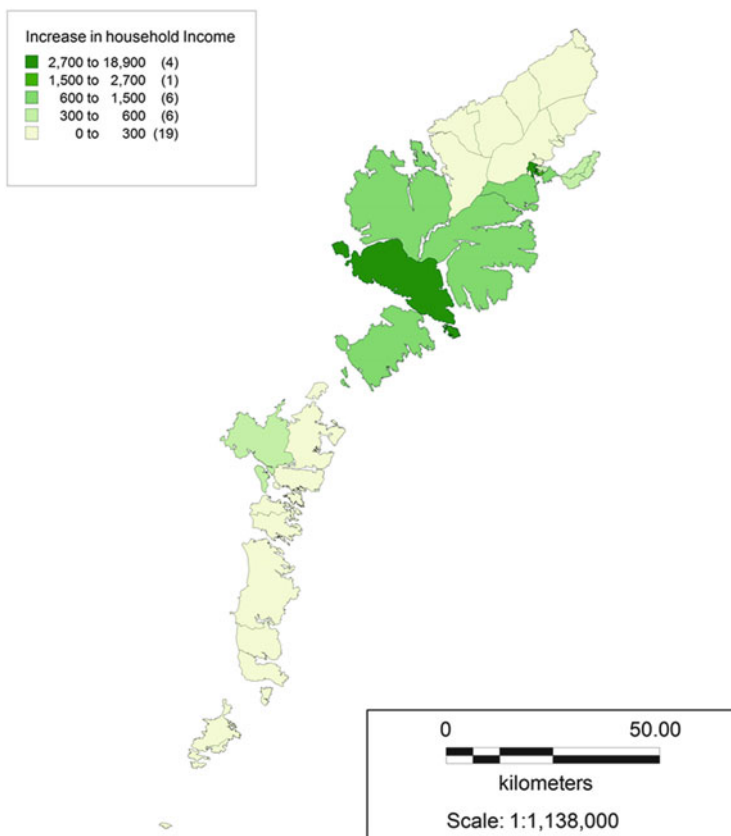 Increase in household Income
2,700 to 18,900 (4)
1,500 to 2,700 (1)
600 to 1,500 (6)
300 to 600 (6)
0 to 300 (19)
0 50.00
kilometers
Scale: 1:1,138,000